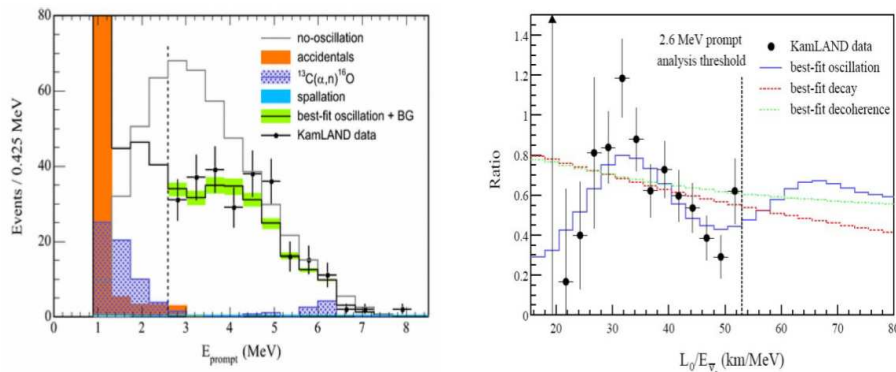 80
60
40
20
0
Events / 0.425 MeV
no-oscillation
accidentals
¹³C(α,n)¹⁶O
spallation
best-fit oscillation + BG
KamLAND data
0 1 2 3 4 5 6 7 8
E_prompt (MeV)
1.4
1.2
1
0.8
0.6
0.4
0.2
0
Ratio
2.6 MeV prompt
analysis threshold
KamLAND data
best-fit oscillation
best-fit decay
best-fit decoherence
20 30 40 50 60 70 80
L₀/E_ν̄ₑ (km/MeV)